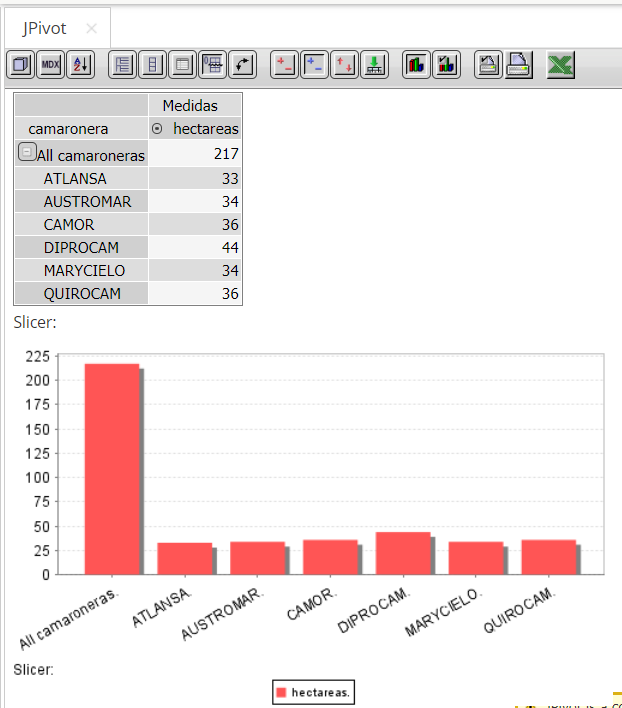 JPivot ×
MDX
Medidas
camaronera hectareas
All camaroneras 217
ATLANSA 33
AUSTROMAR 34
CAMOR 36
DIPROCAM 44
MARYCIELO 34
QUIROCAM 36
Slicer:
225
200
175
150
125
100
75
50
25
0
All camaroneras. ATLANSA. AUSTROMAR. CAMOR. DIPROCAM. MARYCIELO. QUIROCAM.
Slicer:
hectareas.